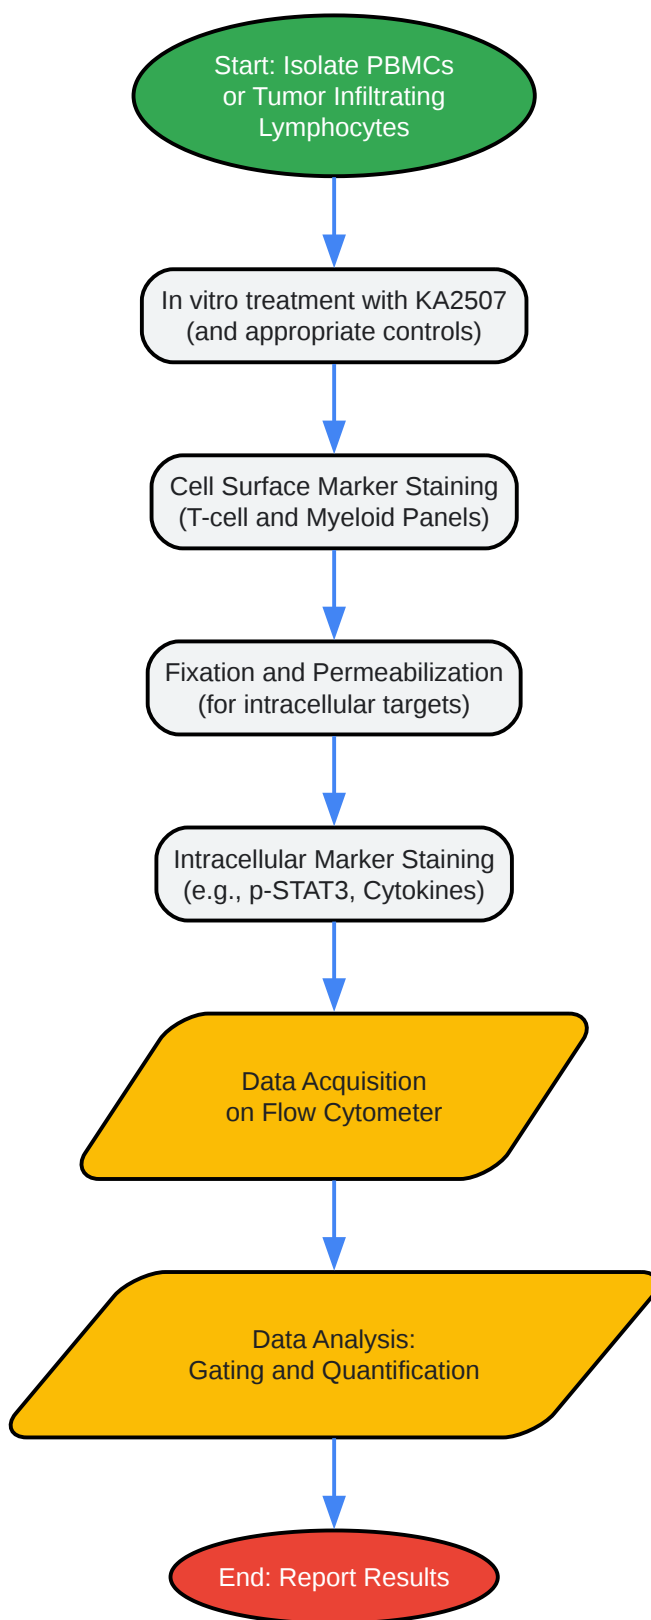 Start: Isolate PBMCs
or Tumor Infiltrating
Lymphocytes
In vitro treatment with KA2507
(and appropriate controls)
Cell Surface Marker Staining
(T-cell and Myeloid Panels)
Fixation and Permeabilization
(for intracellular targets)
Intracellular Marker Staining
(e.g., p-STAT3, Cytokines)
Data Acquisition
on Flow Cytometer
Data Analysis:
Gating and Quantification
End: Report Results